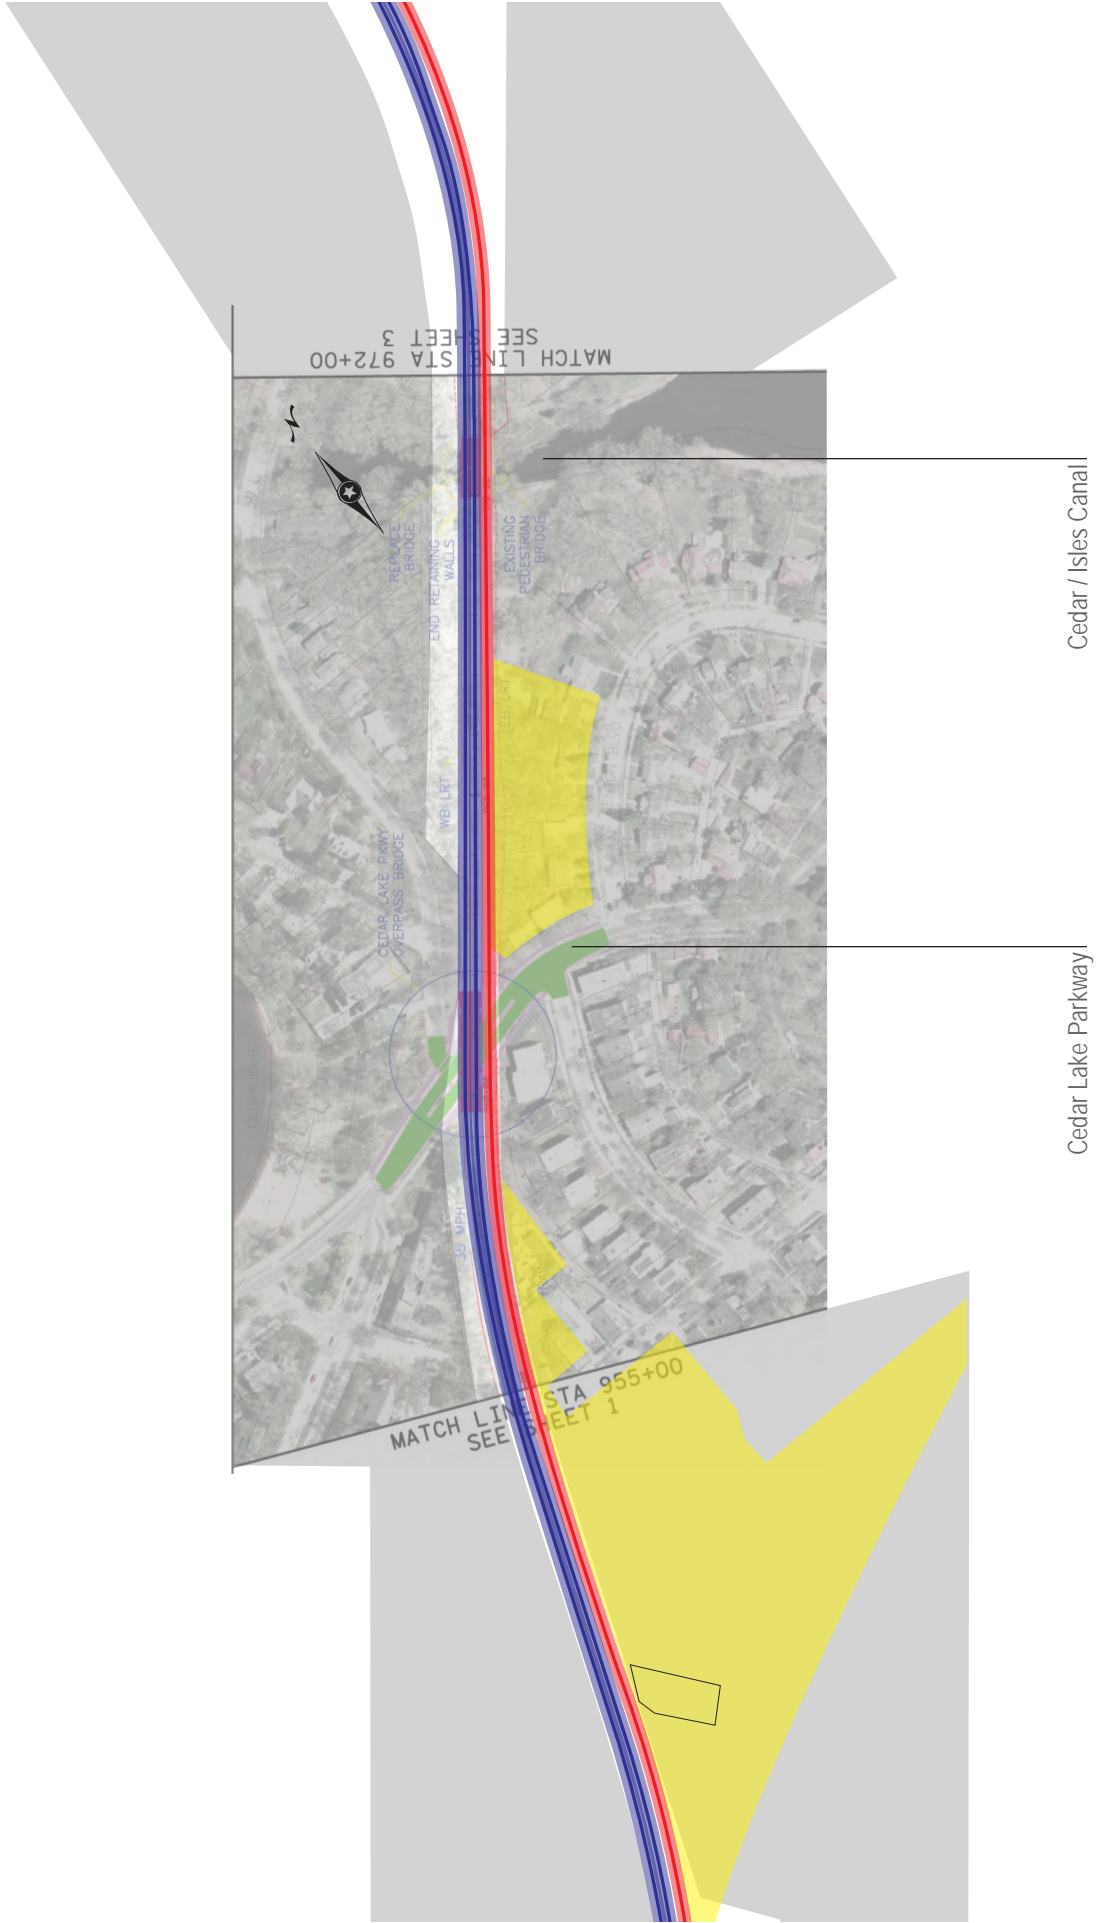 SEE SHEET 3
MATCH LINE STA 972+00
N
REPLACE
BRIDGE
END RETAINING
WALLS
EXISTING
PEDESTRIAN
BRIDGE
Cedar / Isles Canal
EB LRT
WB LRT
CEDAR LAKE PKWY
OVERPASS BRIDGE
Cedar Lake Parkway
CEDAR LAKE
35 MPH
MATCH LINE STA 955+00
SEE SHEET 1